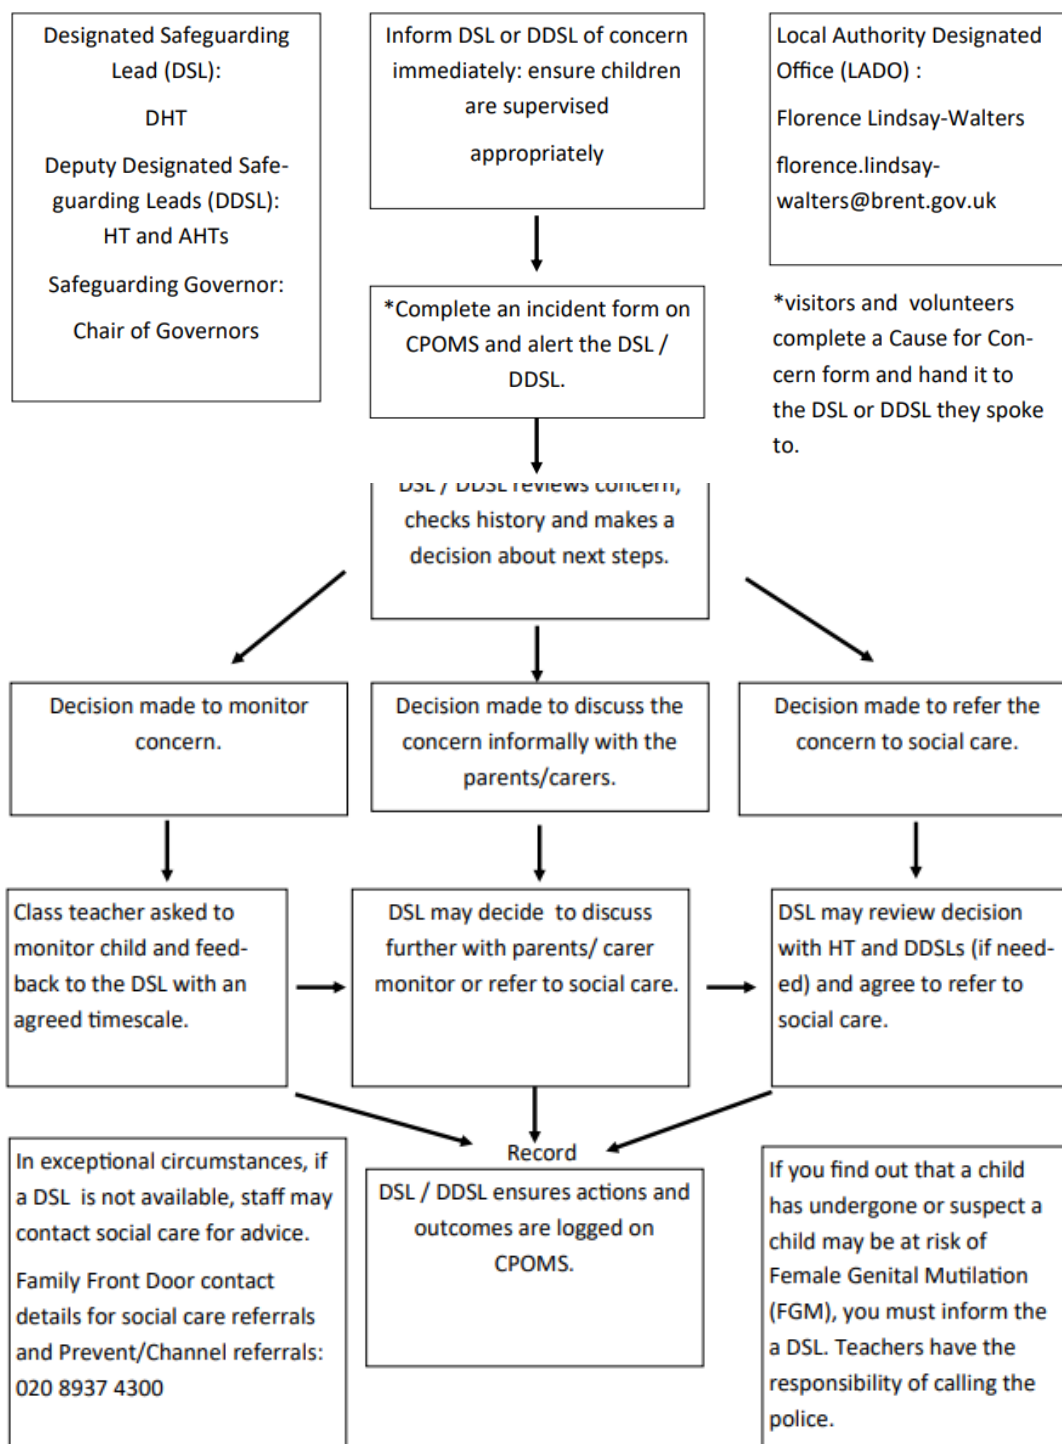 Designated Safeguarding
Lead (DSL):
DHT
Deputy Designated Safe-
guarding Leads (DDSL):
HT and AHTs
Safeguarding Governor:
Chair of Governors
Inform DSL or DDSL of concern
immediately: ensure children
are supervised
appropriately
Local Authority Designated
Office (LADO) :
Florence Lindsay-Walters
florence.lindsay-
walters@brent.gov.uk
*Complete an incident form on
CPOMS and alert the DSL /
DDSL.
*visitors and  volunteers
complete a Cause for Con-
cern form and hand it to
the DSL or DDSL they spoke
to.
DSL / DDSL reviews concern,
checks history and makes a
decision about next steps.
Decision made to monitor
concern.
Decision made to discuss the
concern informally with the
parents/carers.
Decision made to refer the
concern to social care.
Class teacher asked to
monitor child and feed-
back to the DSL with an
agreed timescale.
DSL may decide  to discuss
further with parents/ carer
monitor or refer to social care.
DSL may review decision
with HT and DDSLs (if need-
ed) and agree to refer to
social care.
In exceptional circumstances, if
a DSL  is not available, staff may
contact social care for advice.
Family Front Door contact
details for social care referrals
and Prevent/Channel referrals:
020 8937 4300
Record
DSL / DDSL ensures actions and
outcomes are logged on
CPOMS.
If you find out that a child
has undergone or suspect a
child may be at risk of
Female Genital Mutilation
(FGM), you must inform the
a DSL. Teachers have the
responsibility of calling the
police.